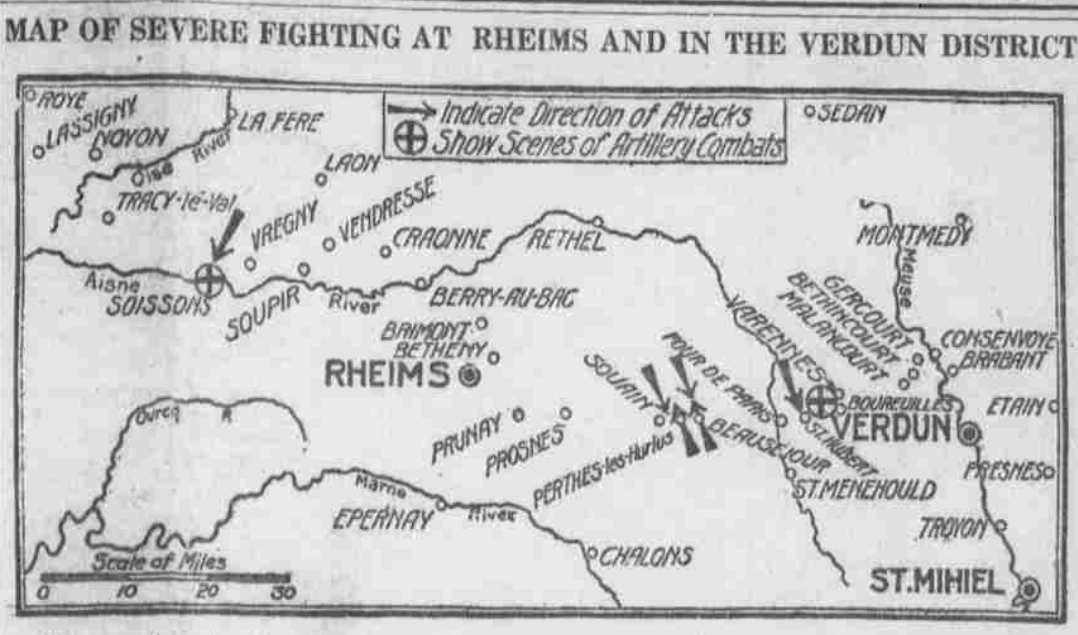 MAP OF SEVERE FIGHTING AT RHEIMS AND IN THE VERDUN DISTRICT
ROYE
LASSIGNY
NOYON
Oise River
LA FERE
Indicate Direction of Attacks
Show Scenes of Artillery Combats
SEDAN
LAON
TRACY-le-Val
VREGNY
VENDRESSE
CRAONNE
RETHEL
MONTMEDY
Meuse
Aisne
SOISSONS
SOUPIR
River
BERRY-AU-BAC
VARENNES
GERCOURT
BETHINCOURT
MALANCOURT
CONSENVOYE
BRABANT
BRIMONT
BETHENY
RHEIMS
SOUAIN
FOUR DE PARIS
BOUREUILLES
ETAIN
Ourcq R
PRUNAY
PROSNES
PERTHES-les-Hurlus
BEAUSEJOUR
ST. HUBERT
VERDUN
FRESNES
ST. MENEHOULD
Marne River
EPERNAY
CHALONS
TROYON
ST. MIHIEL
Scale of Miles
0 10 20 30